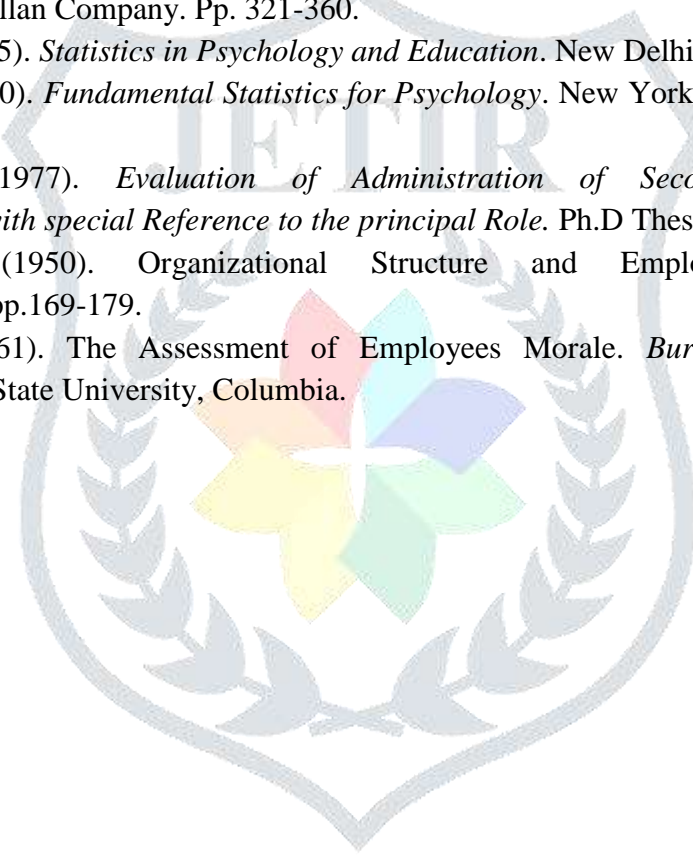 llan Company. Pp. 321-360.
5). Statistics in Psychology and Education. New Delhi
0). Fundamental Statistics for Psychology. New York
JETIR
1977). Evaluation of Administration of Seco
ith special Reference to the principal Role. Ph.D Thes
(1950). Organizational Structure and Emplo
pp.169-179.
61). The Assessment of Employees Morale. Bur
State University, Columbia.